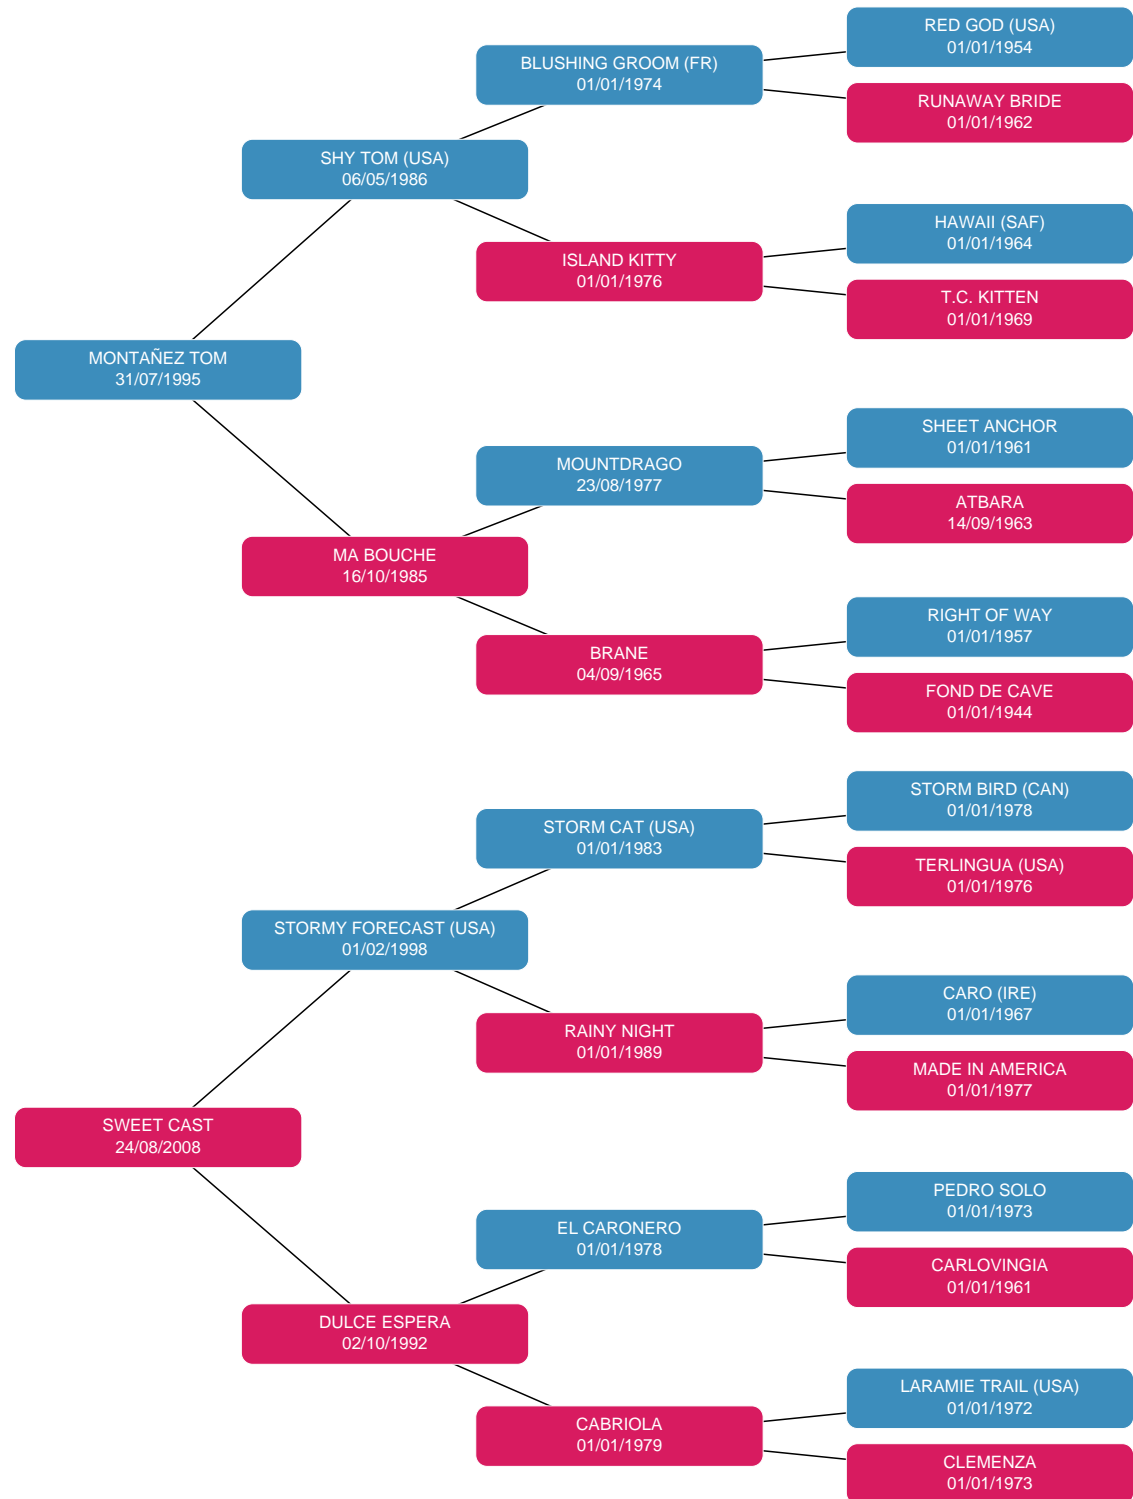 RED GOD (USA)
01/01/1954
BLUSHING GROOM (FR)
01/01/1974
RUNAWAY BRIDE
01/01/1962
SHY TOM (USA)
06/05/1986
HAWAII (SAF)
01/01/1964
ISLAND KITTY
01/01/1976
T.C. KITTEN
01/01/1969
MONTAÑEZ TOM
31/07/1995
SHEET ANCHOR
01/01/1961
MOUNTDRAGO
23/08/1977
ATBARA
14/09/1963
MA BOUCHE
16/10/1985
RIGHT OF WAY
01/01/1957
BRANE
04/09/1965
FOND DE CAVE
01/01/1944
STORM BIRD (CAN)
01/01/1978
STORM CAT (USA)
01/01/1983
TERLINGUA (USA)
01/01/1976
STORMY FORECAST (USA)
01/02/1998
CARO (IRE)
01/01/1967
RAINY NIGHT
01/01/1989
MADE IN AMERICA
01/01/1977
SWEET CAST
24/08/2008
PEDRO SOLO
01/01/1973
EL CARONERO
01/01/1978
CARLOVINGIA
01/01/1961
DULCE ESPERA
02/10/1992
LARAMIE TRAIL (USA)
01/01/1972
CABRIOLA
01/01/1979
CLEMENZA
01/01/1973